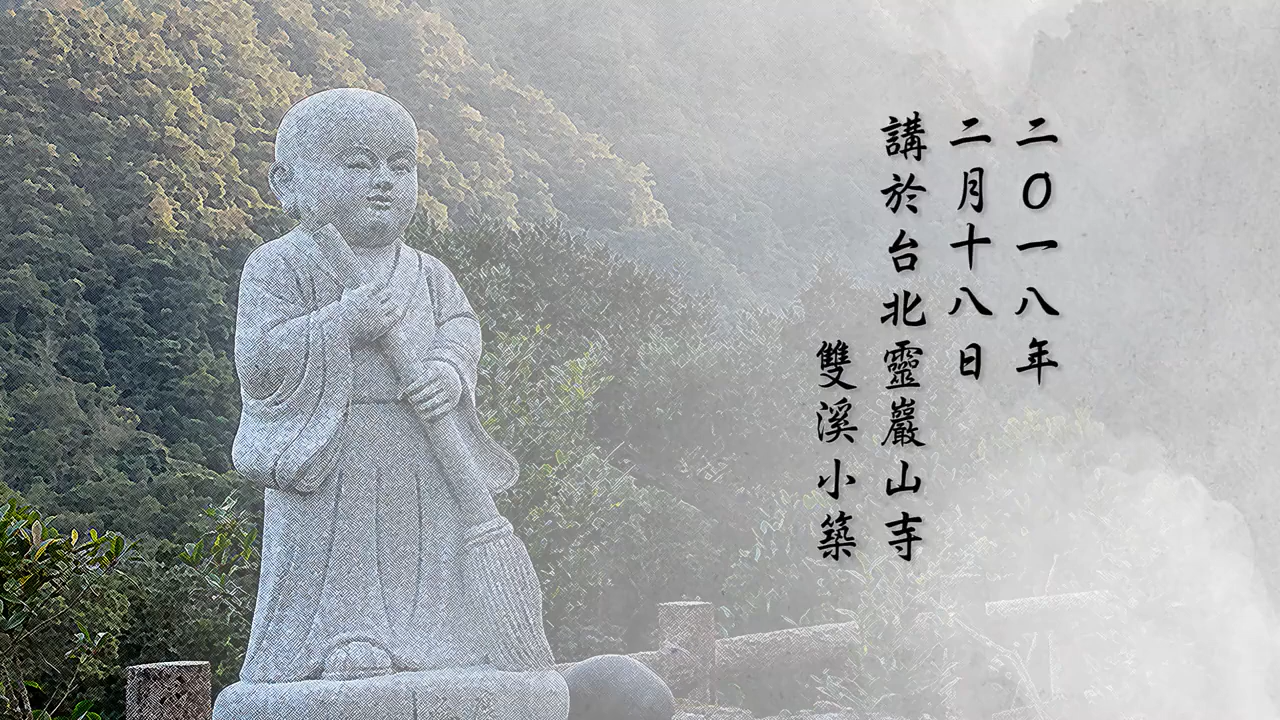 二〇一八年
二月十八日
講於台北靈巖山寺
雙溪小築